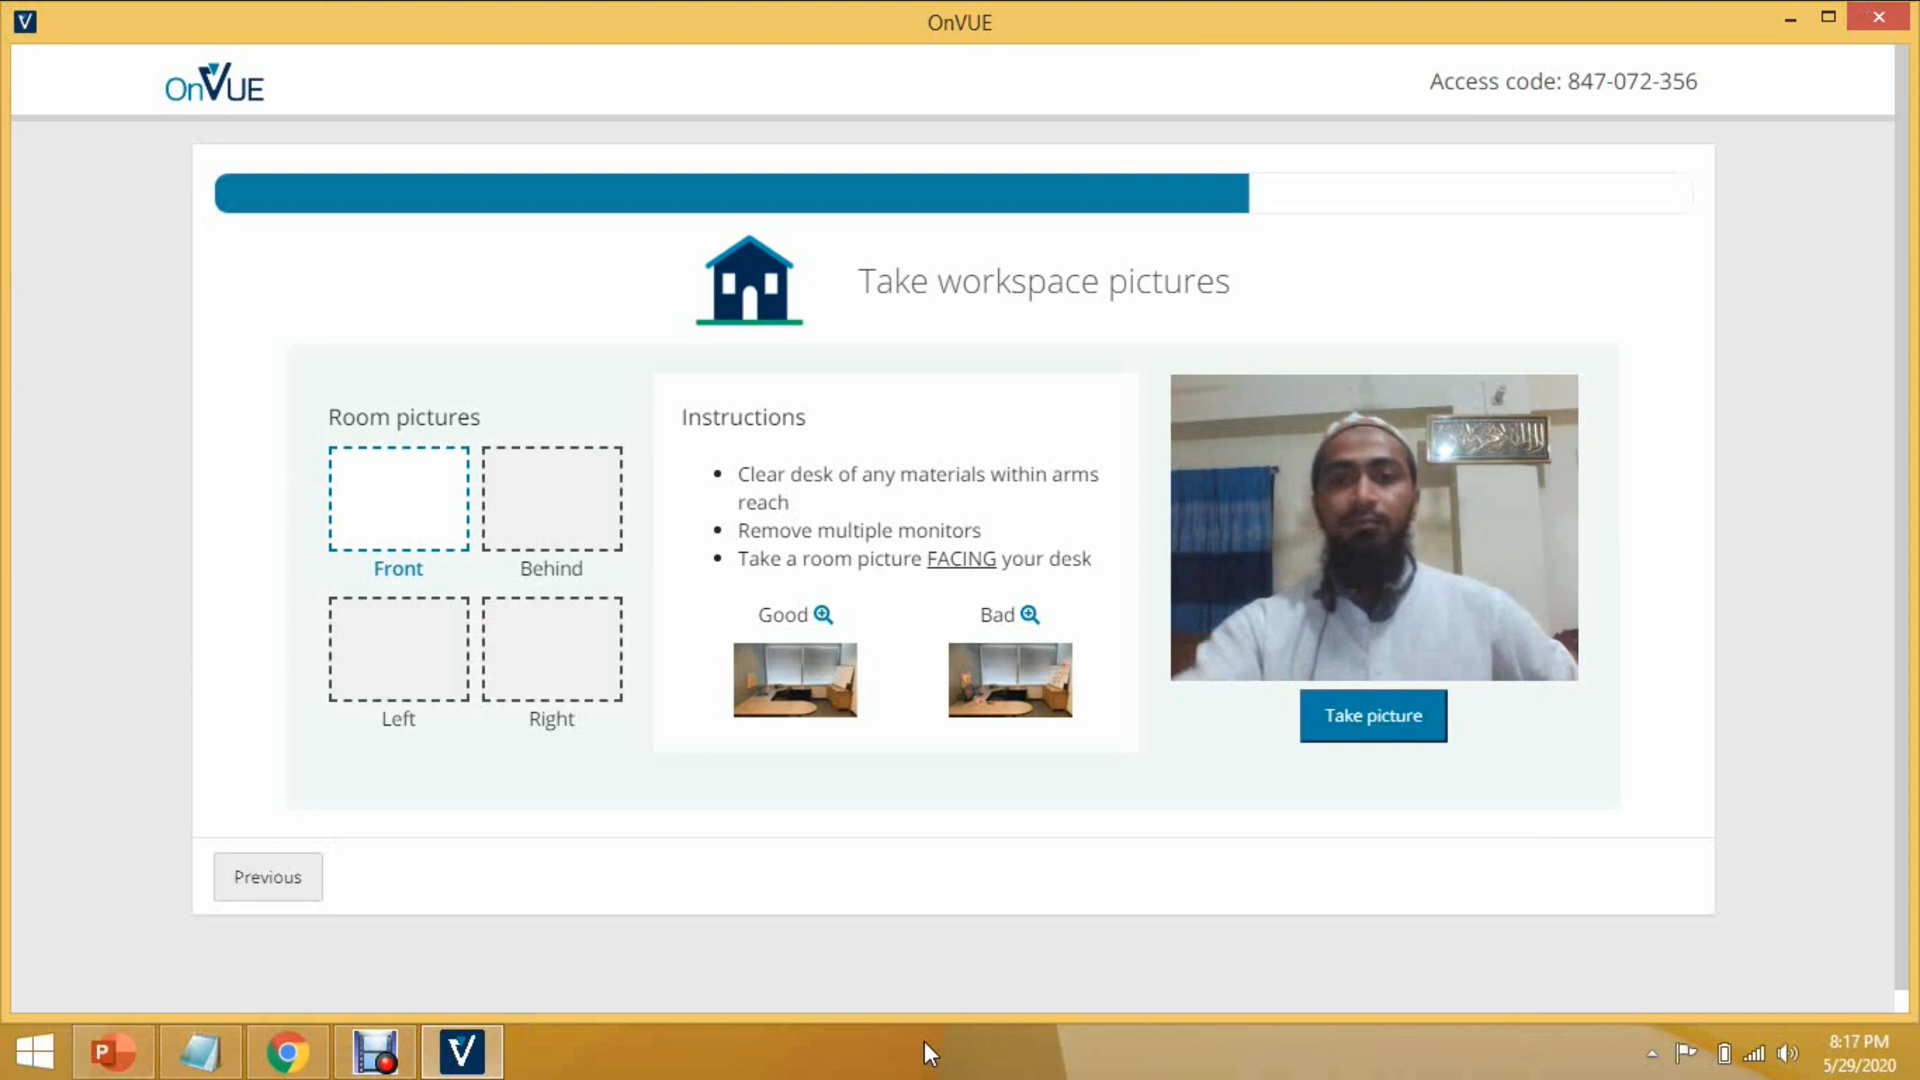 OnVUE
OnVUE
Access code: 847-072-356
Take workspace pictures
Room pictures
Front
Behind
Left
Right
Instructions
Clear desk of any materials within arms
reach
Remove multiple monitors
Take a room picture FACING your desk
Good
Bad
Take picture
Previous
8:17 PM
5/29/2020